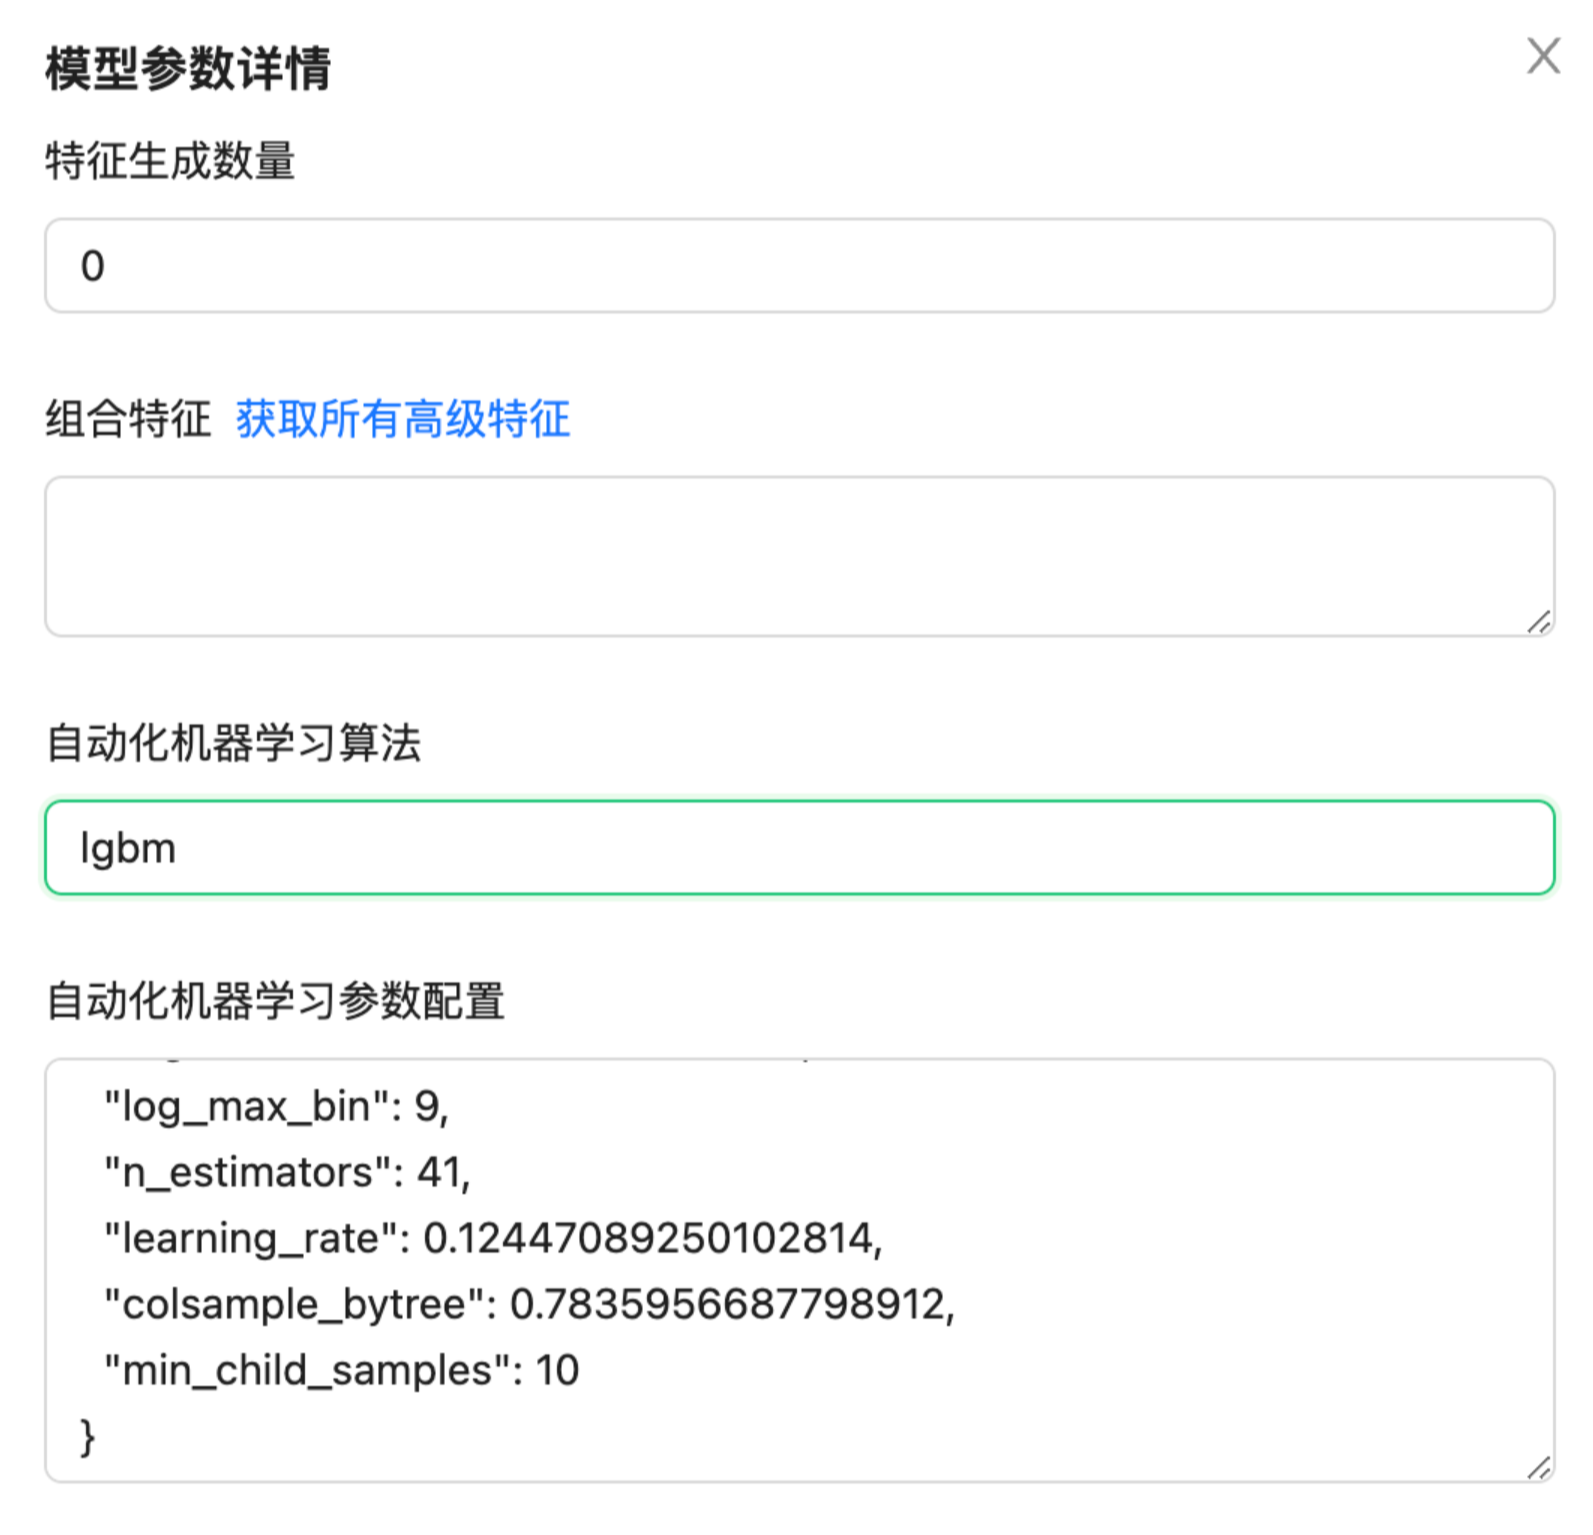 模型参数详情
特征生成数量
0
组合特征 获取所有高级特征
自动化机器学习算法
lgbm
自动化机器学习参数配置
"log_max_bin": 9,
"n_estimators": 41,
"learning_rate": 0.12447089250102814,
"colsample_bytree": 0.7835956687798912,
"min_child_samples": 10
}